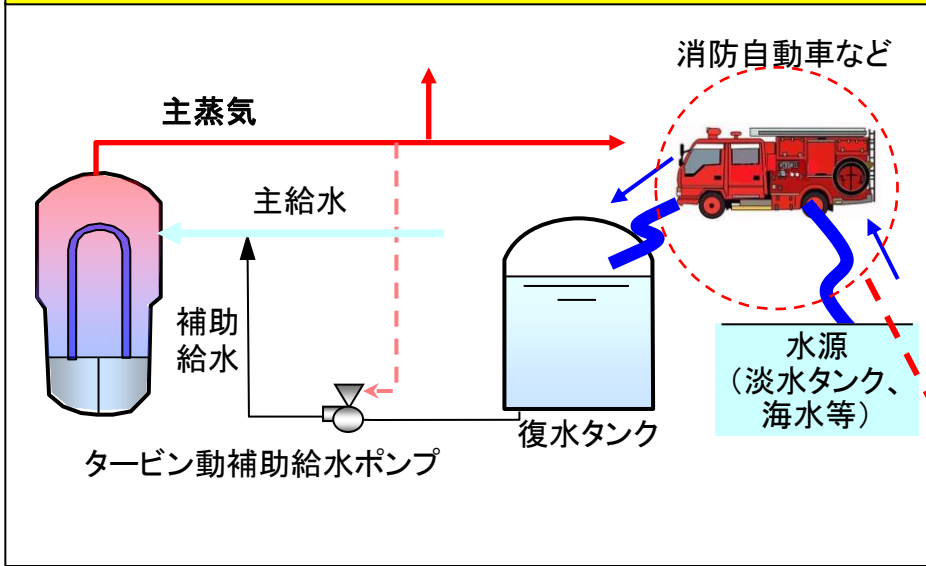 消防自動車など
主蒸気
主給水
補助
給水
水源
（淡水タンク、
海水等）
復水タンク
タービン動補助給水ポンプ